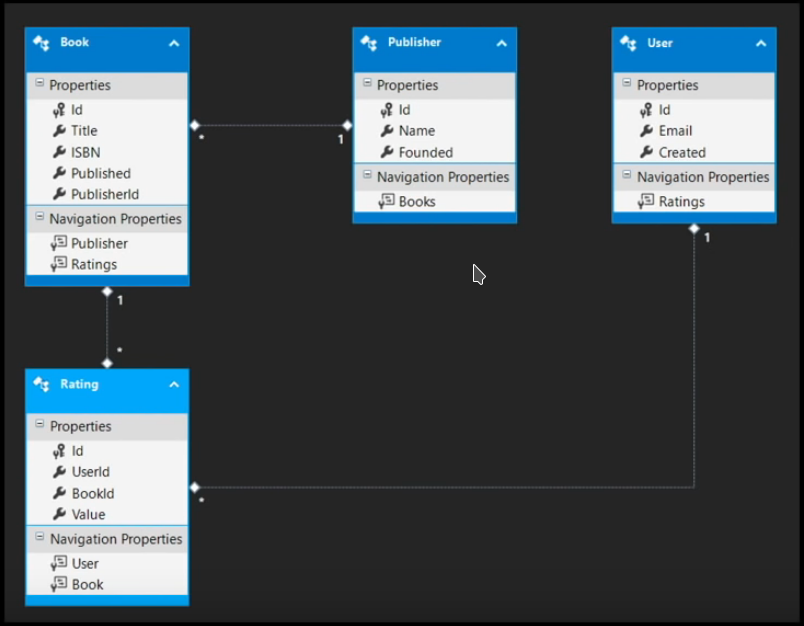 Book
Properties
Id
Title
ISBN
Published
PublisherId
Navigation Properties
Publisher
Ratings
*
1
Publisher
Properties
Id
Name
Founded
Navigation Properties
Books
User
Properties
Id
Email
Created
Navigation Properties
Ratings
1
1
*
Rating
Properties
Id
UserId
BookId
Value
Navigation Properties
User
Book
*